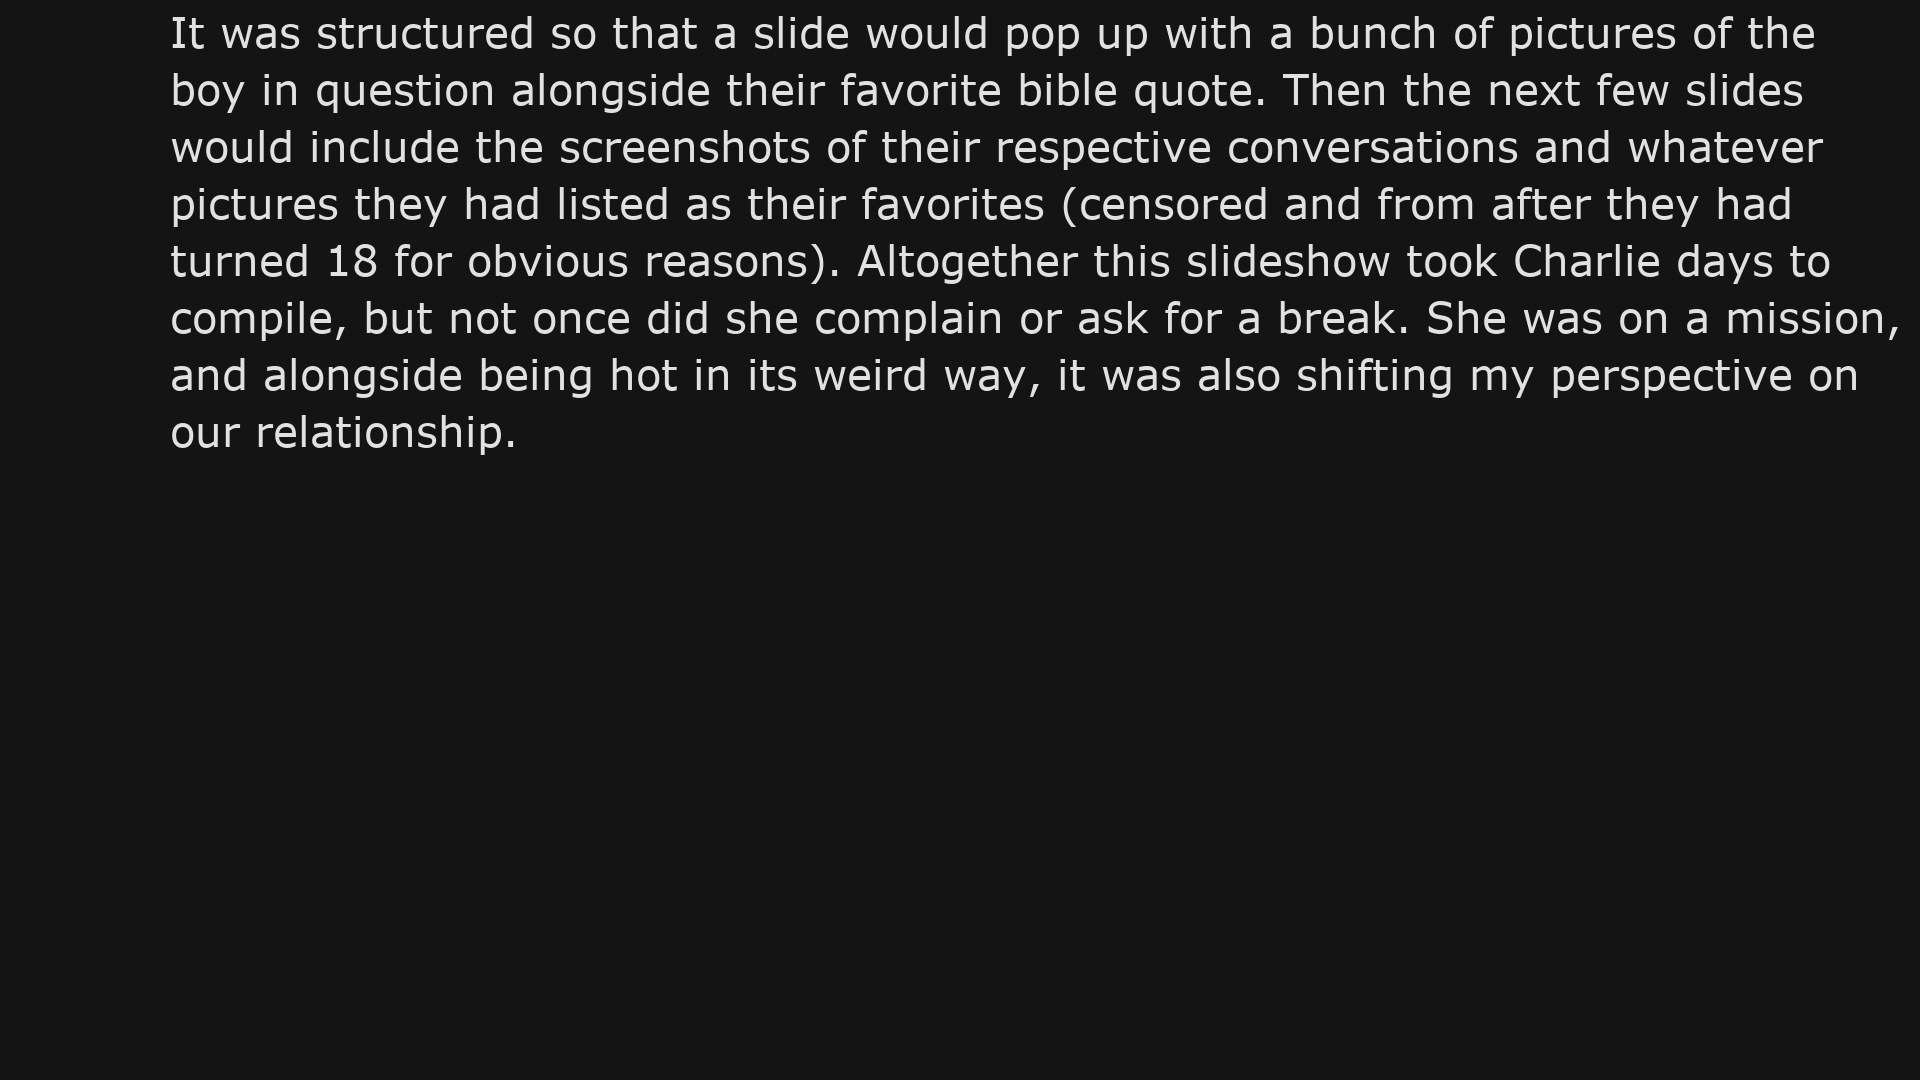 It was structured so that a slide would pop up with a bunch of pictures of the
boy in question alongside their favorite bible quote. Then the next few slides
would include the screenshots of their respective conversations and whatever
pictures they had listed as their favorites (censored and from after they had
turned 18 for obvious reasons). Altogether this slideshow took Charlie days to
compile, but not once did she complain or ask for a break. She was on a mission,
and alongside being hot in its weird way, it was also shifting my perspective on
our relationship.